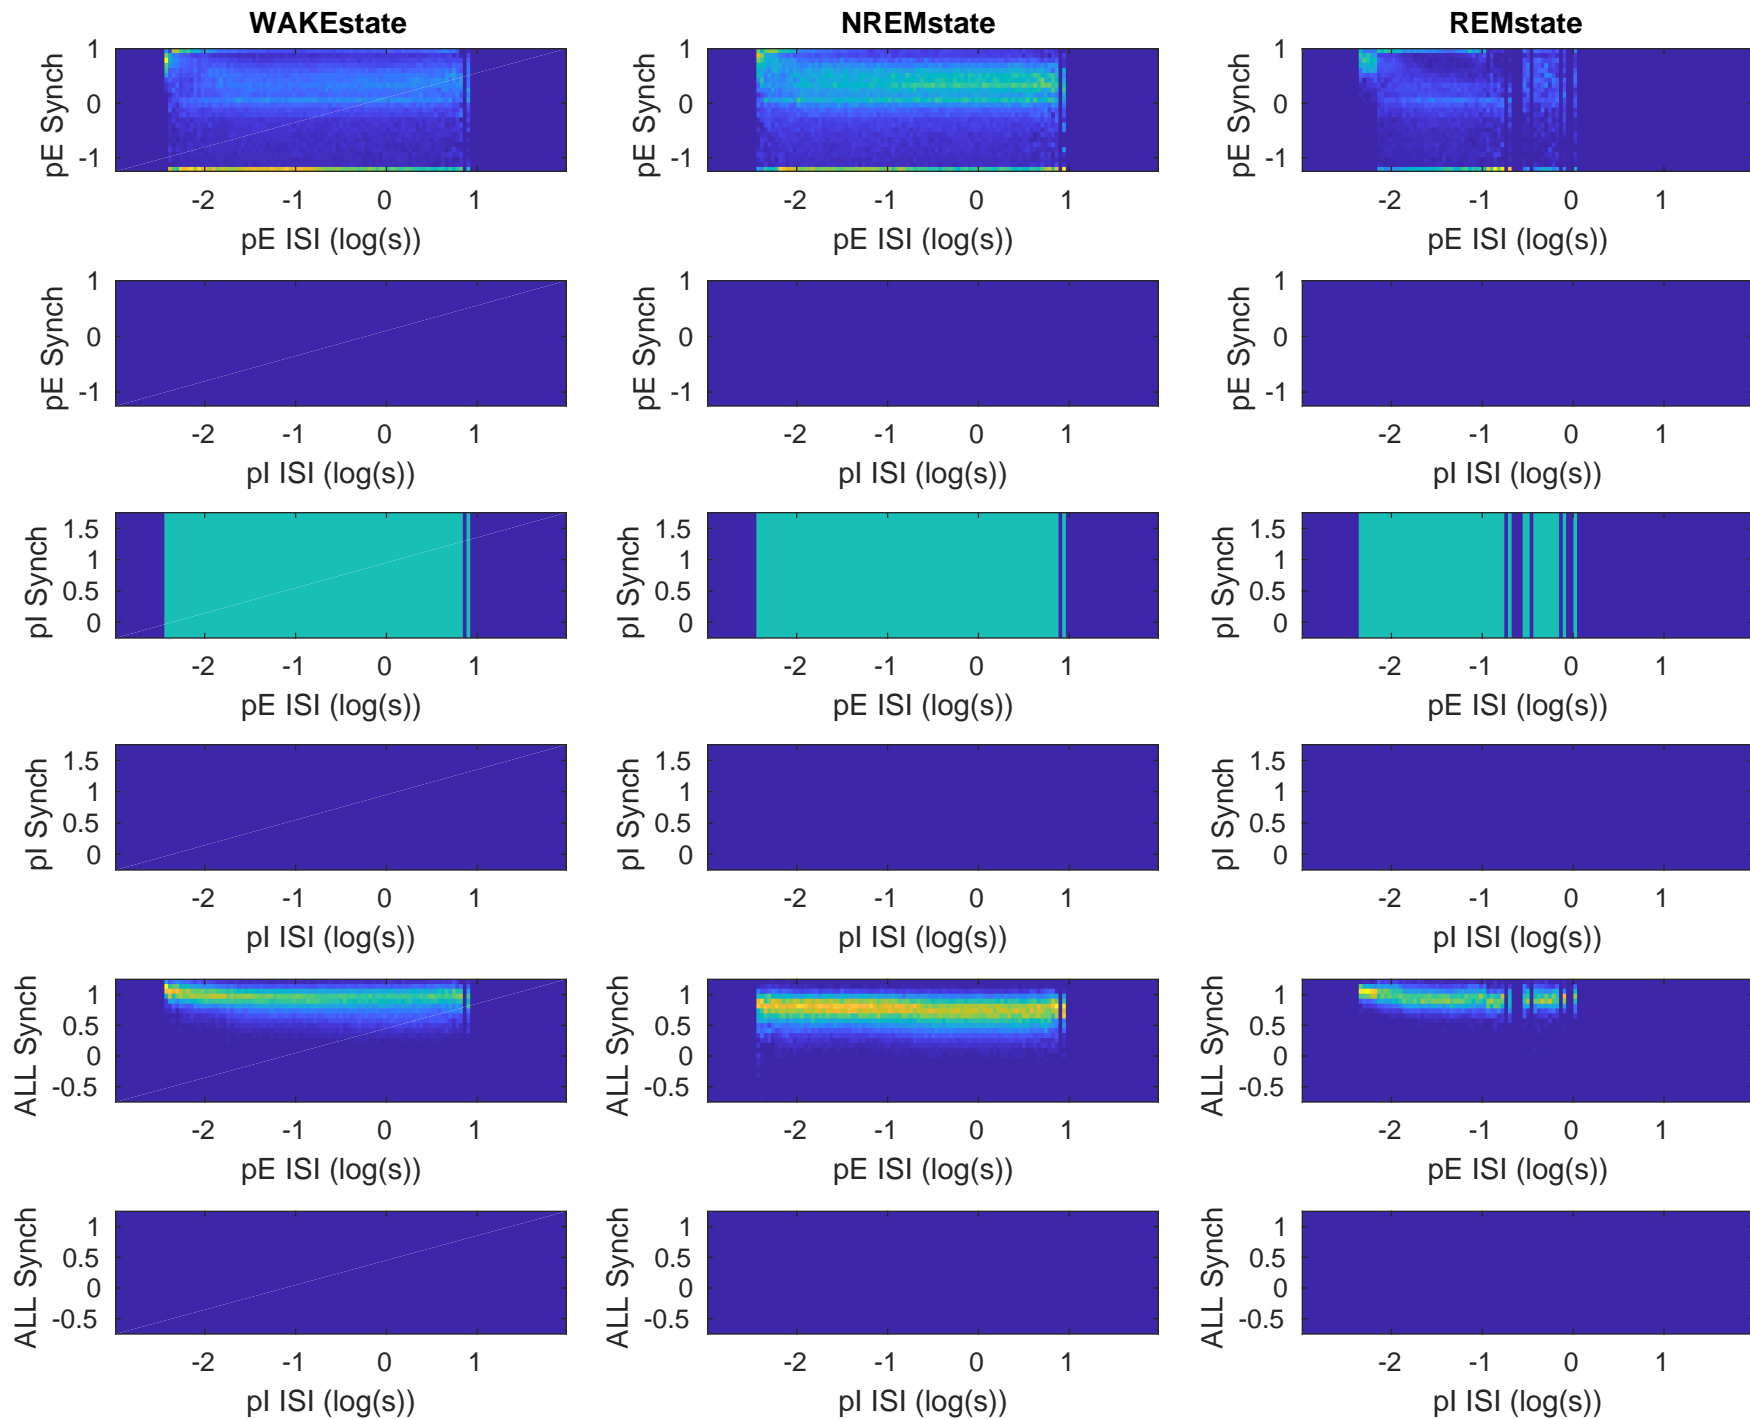 WAKEstate NREMstate REMstate
pE Synch 1 0 -1 pE Synch 1 0 -1 pE Synch 1 0 -1
-2 -1 0 1 -2 -1 0 1 -2 -1 0 1
pE ISI (log(s)) pE ISI (log(s)) pE ISI (log(s))
pE Synch 1 0 -1 pE Synch 1 0 -1 pE Synch 1 0 -1
-2 -1 0 1 -2 -1 0 1 -2 -1 0 1
pI ISI (log(s)) pI ISI (log(s)) pI ISI (log(s))
pI Synch 1.5 1 0.5 0 pI Synch 1.5 1 0.5 0 pI Synch 1.5 1 0.5 0
-2 -1 0 1 -2 -1 0 1 -2 -1 0 1
pE ISI (log(s)) pE ISI (log(s)) pE ISI (log(s))
pI Synch 1.5 1 0.5 0 pI Synch 1.5 1 0.5 0 pI Synch 1.5 1 0.5 0
-2 -1 0 1 -2 -1 0 1 -2 -1 0 1
pI ISI (log(s)) pI ISI (log(s)) pI ISI (log(s))
ALL Synch 1 0.5 0 -0.5 ALL Synch 1 0.5 0 -0.5 ALL Synch 1 0.5 0 -0.5
-2 -1 0 1 -2 -1 0 1 -2 -1 0 1
pE ISI (log(s)) pE ISI (log(s)) pE ISI (log(s))
ALL Synch 1 0.5 0 -0.5 ALL Synch 1 0.5 0 -0.5 ALL Synch 1 0.5 0 -0.5
-2 -1 0 1 -2 -1 0 1 -2 -1 0 1
pI ISI (log(s)) pI ISI (log(s)) pI ISI (log(s))